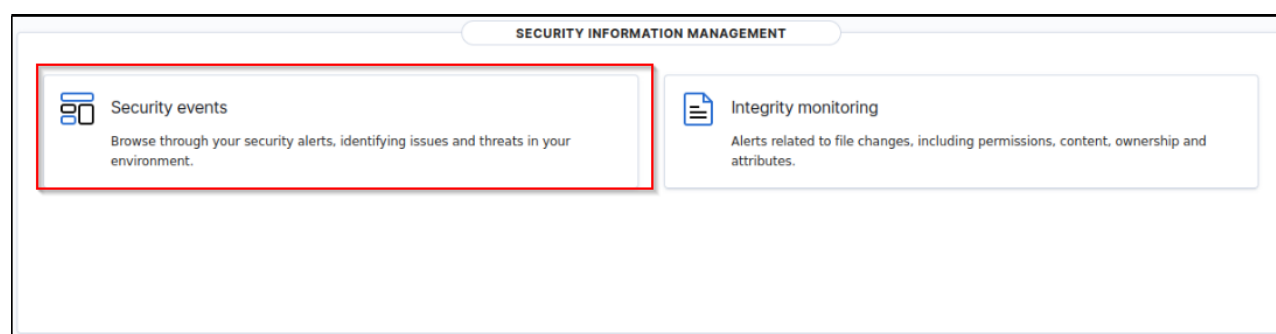 SECURITY INFORMATION MANAGEMENT
Security events
Browse through your security alerts, identifying issues and threats in your
environment.
Integrity monitoring
Alerts related to file changes, including permissions, content, ownership and
attributes.